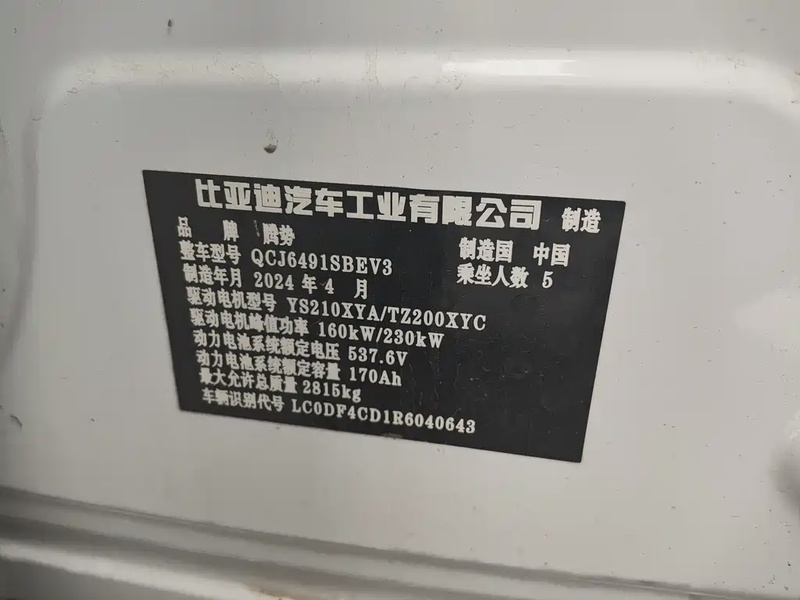 比亚迪汽车工业有限公司 制造
品 牌 腾势 制造国 中国
整车型号 QCJ6491SBEV3 乘坐人数 5
制造年月 2024 年 4 月
驱动电机型号 YS210XYA/TZ200XYC
驱动电机峰值功率 160kW/230kW
动力电池系统额定电压 537.6V
动力电池系统额定容量 170Ah
最大允许总质量 2815kg
车辆识别代号 LC0DF4CD1R6040643